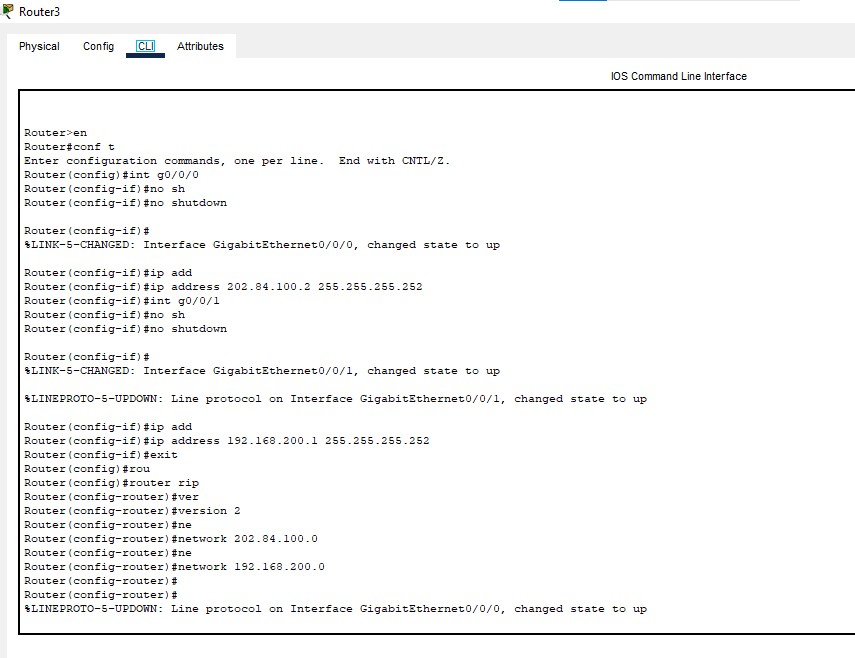 Router3
Physical Config CLI Attributes
IOS Command Line Interface
Router>en
Router#conf t
Enter configuration commands, one per line.  End with CNTL/Z.
Router(config)#int g0/0/0
Router(config-if)#no sh
Router(config-if)#no shutdown
Router(config-if)#
%LINK-5-CHANGED: Interface GigabitEthernet0/0/0, changed state to up
Router(config-if)#ip add
Router(config-if)#ip address 202.84.100.2 255.255.255.252
Router(config-if)#int g0/0/1
Router(config-if)#no sh
Router(config-if)#no shutdown
Router(config-if)#
%LINK-5-CHANGED: Interface GigabitEthernet0/0/1, changed state to up
%LINEPROTO-5-UPDOWN: Line protocol on Interface GigabitEthernet0/0/1, changed state to up
Router(config-if)#ip add
Router(config-if)#ip address 192.168.200.1 255.255.255.252
Router(config-if)#exit
Router(config)#rou
Router(config)#router rip
Router(config-router)#ver
Router(config-router)#version 2
Router(config-router)#ne
Router(config-router)#network 202.84.100.0
Router(config-router)#ne
Router(config-router)#network 192.168.200.0
Router(config-router)#
Router(config-router)#
%LINEPROTO-5-UPDOWN: Line protocol on Interface GigabitEthernet0/0/0, changed state to up